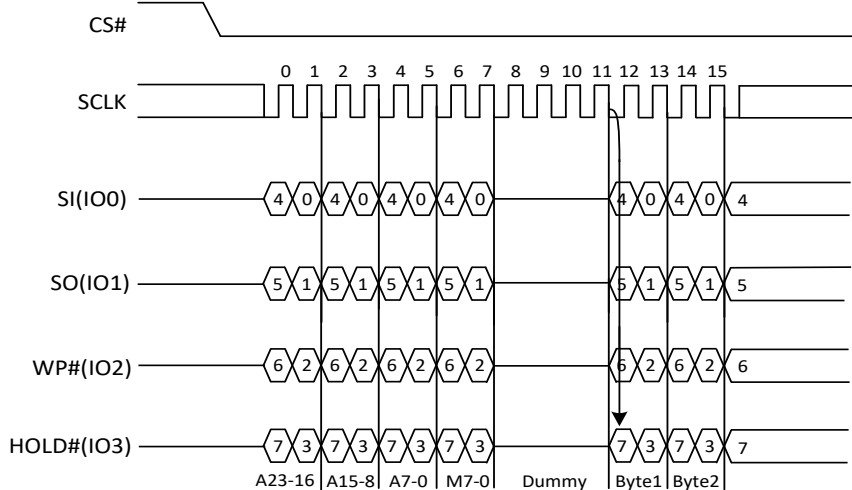 CS#
0 1 2 3 4 5 6 7 8 9 10 11 12 13 14 15
SCLK
SI(IO0) 4 0 4 0 4 0 4 0 4 0 4 0 4
SO(IO1) 5 1 5 1 5 1 5 1 5 1 5 1 5
WP#(IO2) 6 2 6 2 6 2 6 2 6 2 6 2 6
HOLD#(IO3) 7 3 7 3 7 3 7 3 7 3 7 3 7
A23-16 A15-8 A7-0 M7-0 Dummy Byte1 Byte2